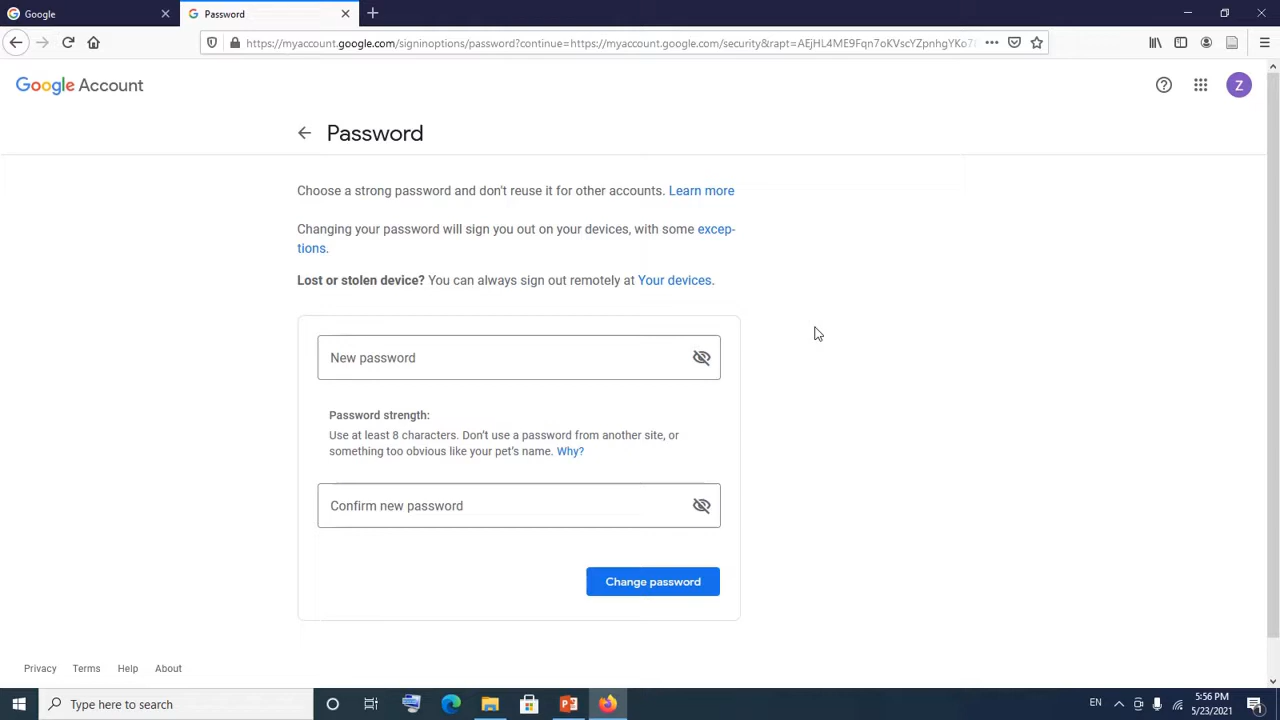 Google
Password
https://myaccount.google.com/signinoptions/password?continue=https://myaccount.google.com/security&rapt=AEjHL4ME9Fqn7oKVscYZpnhgYKo7
Google Account
Z
Password
Choose a strong password and don't reuse it for other accounts. Learn more
Changing your password will sign you out on your devices, with some excep-
tions.
Lost or stolen device? You can always sign out remotely at Your devices.
New password
Password strength:
Use at least 8 characters. Don't use a password from another site, or
something too obvious like your pet's name. Why?
Confirm new password
Change password
Privacy Terms Help About
Type here to search
EN
5:56 PM
5/23/2021
1